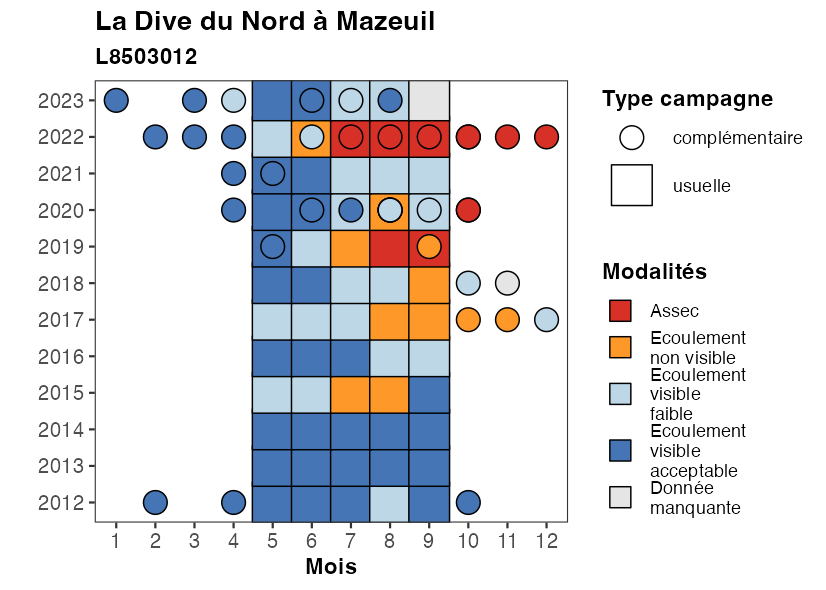 La Dive du Nord à Mazeuil
L8503012
2023
2022
2021
2020
2019
2018
2017
2016
2015
2014
2013
2012
1 2 3 4 5 6 7 8 9 10 11 12
Mois
Type campagne
complémentaire
usuelle
Modalités
Assec
Ecoulement
non visible
Ecoulement
visible
faible
Ecoulement
visible
acceptable
Donnée
manquante